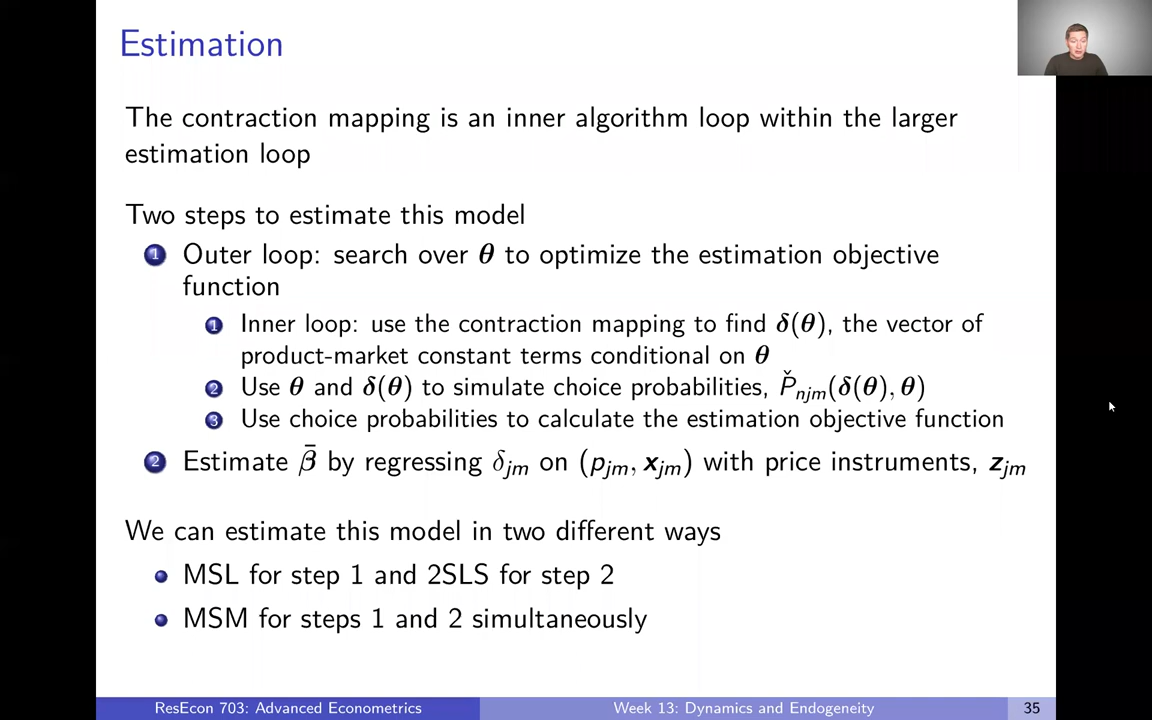 Estimation
The contraction mapping is an inner algorithm loop within the larger
estimation loop
Two steps to estimate this model
1 Outer loop: search over θ to optimize the estimation objective
function
1 Inner loop: use the contraction mapping to find δ(θ), the vector of
product-market constant terms conditional on θ
2 Use θ and δ(θ) to simulate choice probabilities, P̌njm(δ(θ), θ)
3 Use choice probabilities to calculate the estimation objective function
2 Estimate β̄ by regressing δjm on (pjm, xjm) with price instruments, zjm
We can estimate this model in two different ways
MSL for step 1 and 2SLS for step 2
MSM for steps 1 and 2 simultaneously
ResEcon 703: Advanced Econometrics Week 13: Dynamics and Endogeneity 35